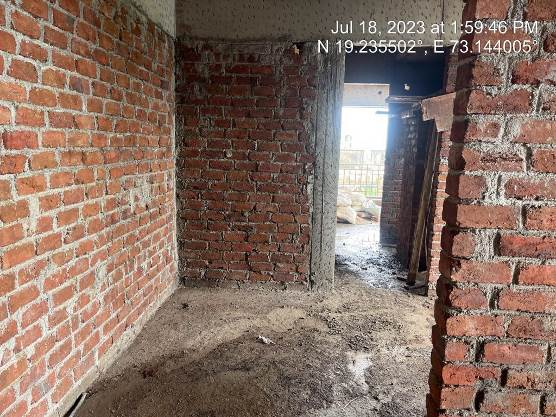 Jul 18, 2023 at 1:59:46 PM
N 19.235502°, E 73.144005°